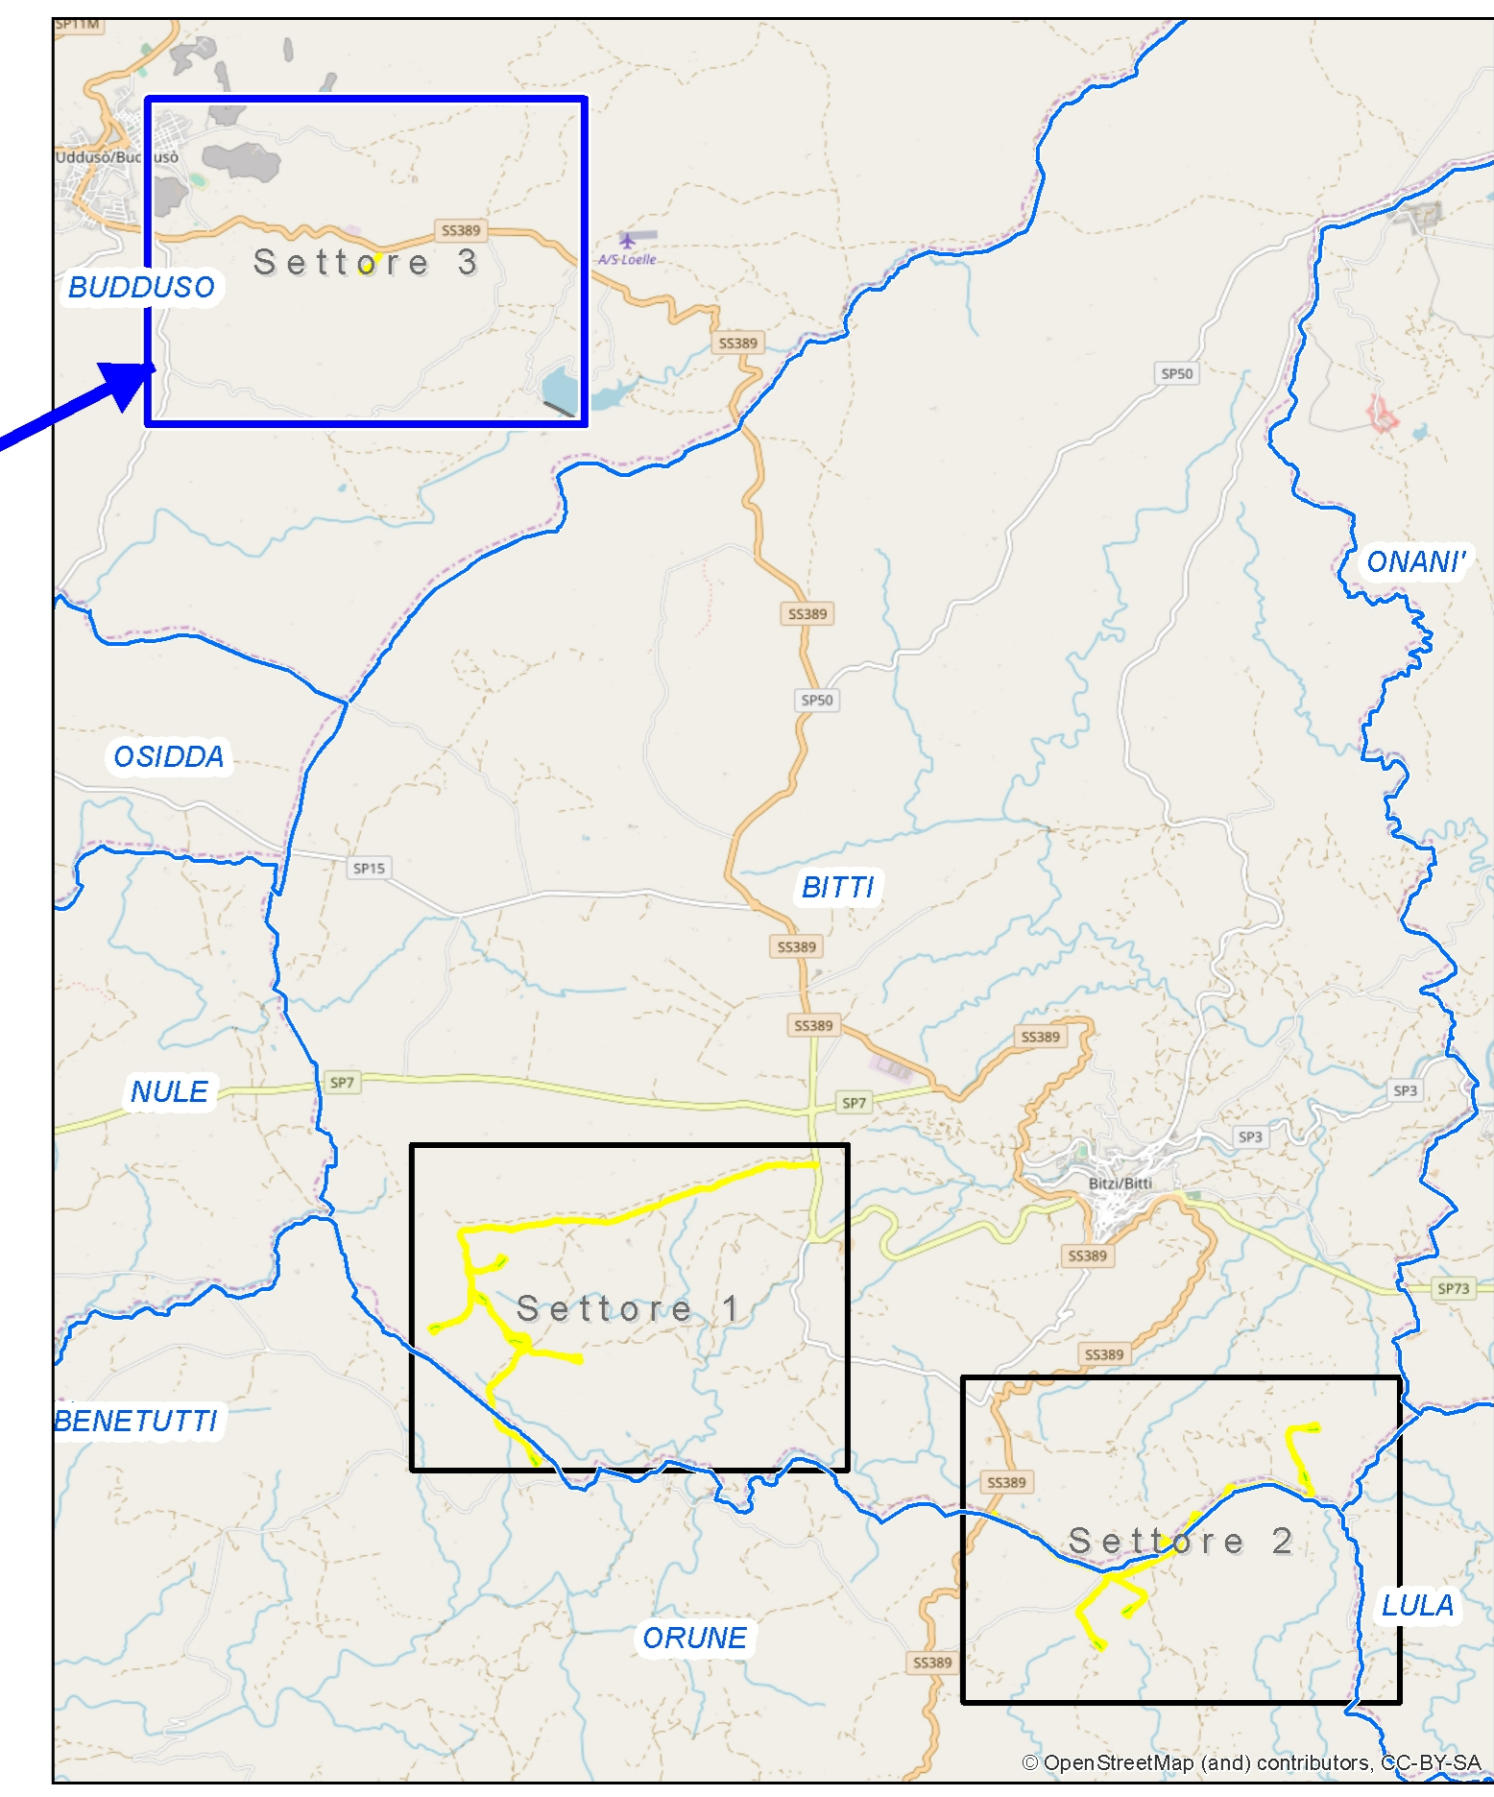 SP11M
Uddusò/Buddusò
SS389
Settore 3
A/S Loelle
BUDDUSO
SS389
SP50
ONANI'
SS389
SP50
OSIDDA
SP15
BITTI
SS389
SS389
SS389
SP7
NULE
SP7
SP3
SP3
Bitzi/Bitti
SS389
SP73
Settore 1
SS389
BENETUTTI
SS389
Settore 2
LULA
ORUNE
SS389
© OpenStreetMap (and) contributors, CC-BY-SA